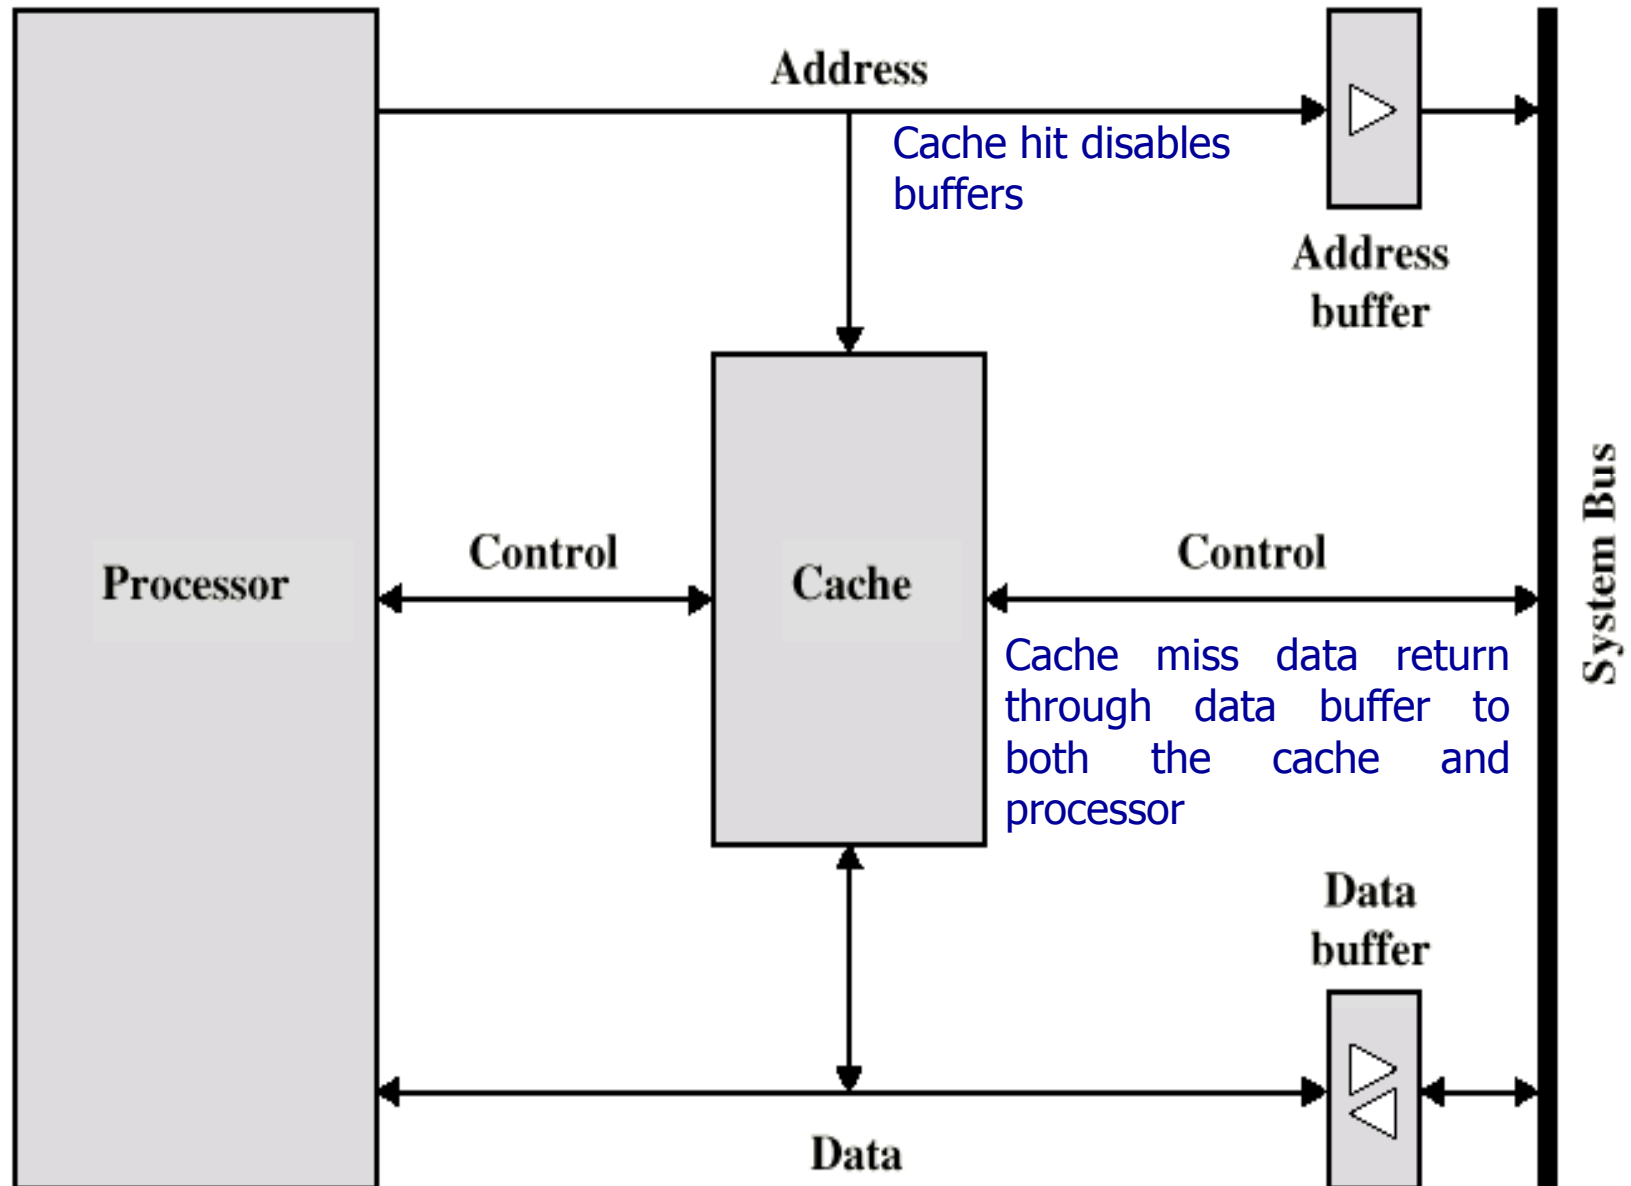 Address
Cache hit disables
buffers
Address
buffer
Control
Control
Processor
Cache
System Bus
Cache miss data return
through data buffer to
both the cache and
processor
Data
buffer
Data